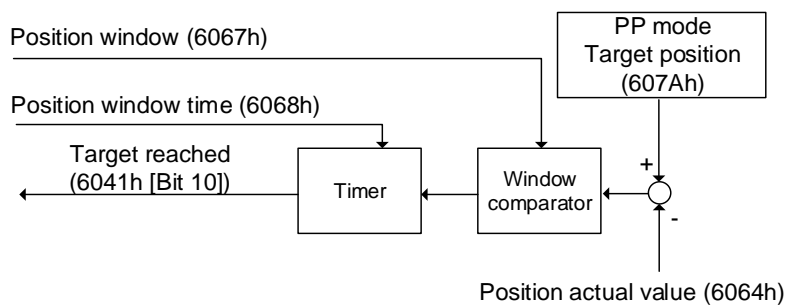 Position window (6067h)
PP mode
Target position
(607Ah)
Position window time (6068h)
Target reached
(6041h [Bit 10])
Timer
Window
comparator
+
-
Position actual value (6064h)